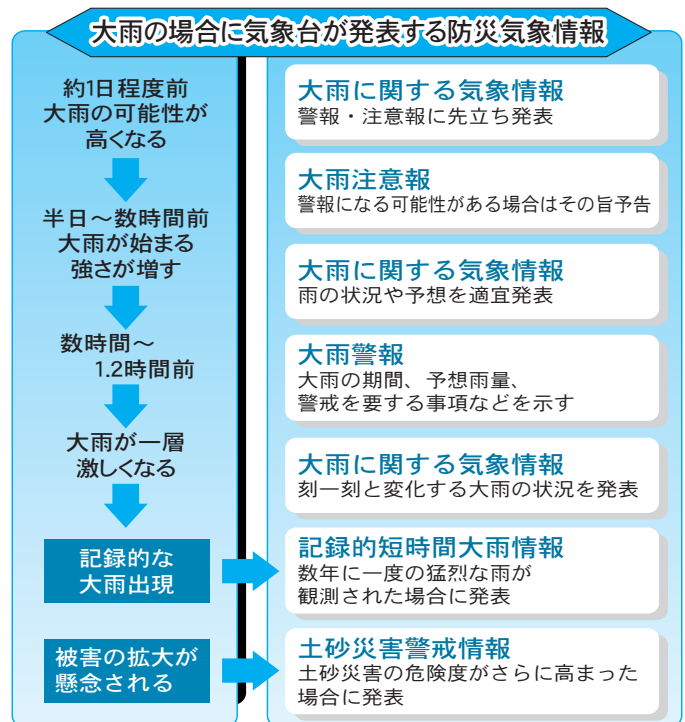 大雨の場合に気象台が発表する防災気象情報
約1日程度前
大雨の可能性が
高くなる
半日～数時間前
大雨が始まる
強さが増す
数時間～
1.2時間前
大雨が一層
激しくなる
記録的な
大雨出現
被害の拡大が
懸念される
大雨に関する気象情報
警報・注意報に先立ち発表
大雨注意報
警報になる可能性がある場合はその旨予告
大雨に関する気象情報
雨の状況や予想を適宜発表
大雨警報
大雨の期間、予想雨量、
警戒を要する事項などを示す
大雨に関する気象情報
刻一刻と変化する大雨の状況を発表
記録的短時間大雨情報
数年に一度の猛烈な雨が
観測された場合に発表
土砂災害警戒情報
土砂災害の危険度がさらに高まった
場合に発表